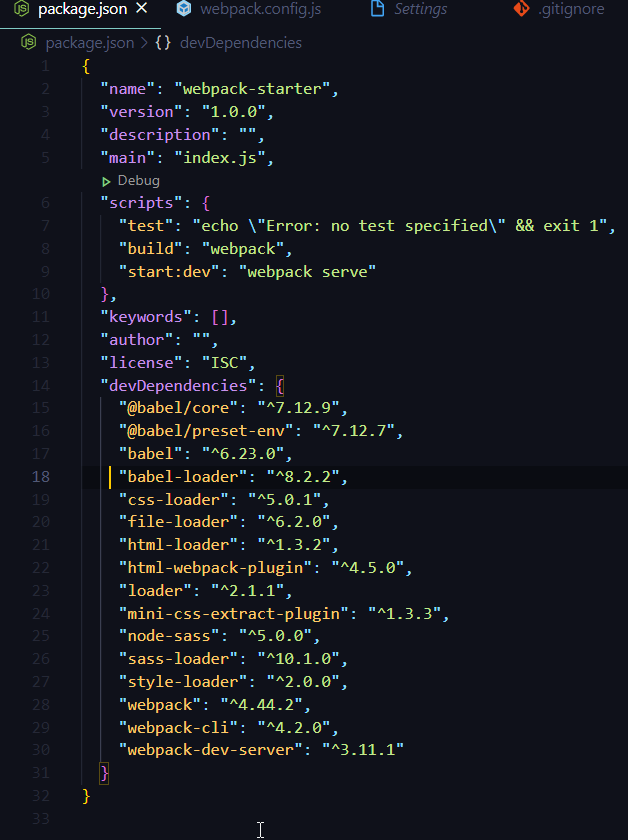 package.json webpack.config.js Settings .gitignore
package.json > {} devDependencies
1 {
2 "name": "webpack-starter",
3 "version": "1.0.0",
4 "description": "",
5 "main": "index.js",
Debug
6 "scripts": {
7 "test": "echo \"Error: no test specified\" && exit 1",
8 "build": "webpack",
9 "start:dev": "webpack serve"
10 },
11 "keywords": [],
12 "author": "",
13 "license": "ISC",
14 "devDependencies": {
15 "@babel/core": "^7.12.9",
16 "@babel/preset-env": "^7.12.7",
17 "babel": "^6.23.0",
18 "babel-loader": "^8.2.2",
19 "css-loader": "^5.0.1",
20 "file-loader": "^6.2.0",
21 "html-loader": "^1.3.2",
22 "html-webpack-plugin": "^4.5.0",
23 "loader": "^2.1.1",
24 "mini-css-extract-plugin": "^1.3.3",
25 "node-sass": "^5.0.0",
26 "sass-loader": "^10.1.0",
27 "style-loader": "^2.0.0",
28 "webpack": "^4.44.2",
29 "webpack-cli": "^4.2.0",
30 "webpack-dev-server": "^3.11.1"
31 }
32 }
33